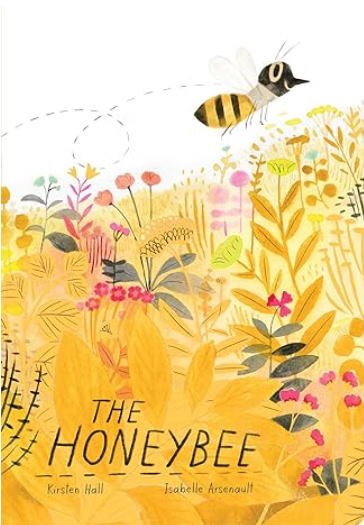 THE
HONEYBEE
Kirsten Hall Isabelle Arsenault